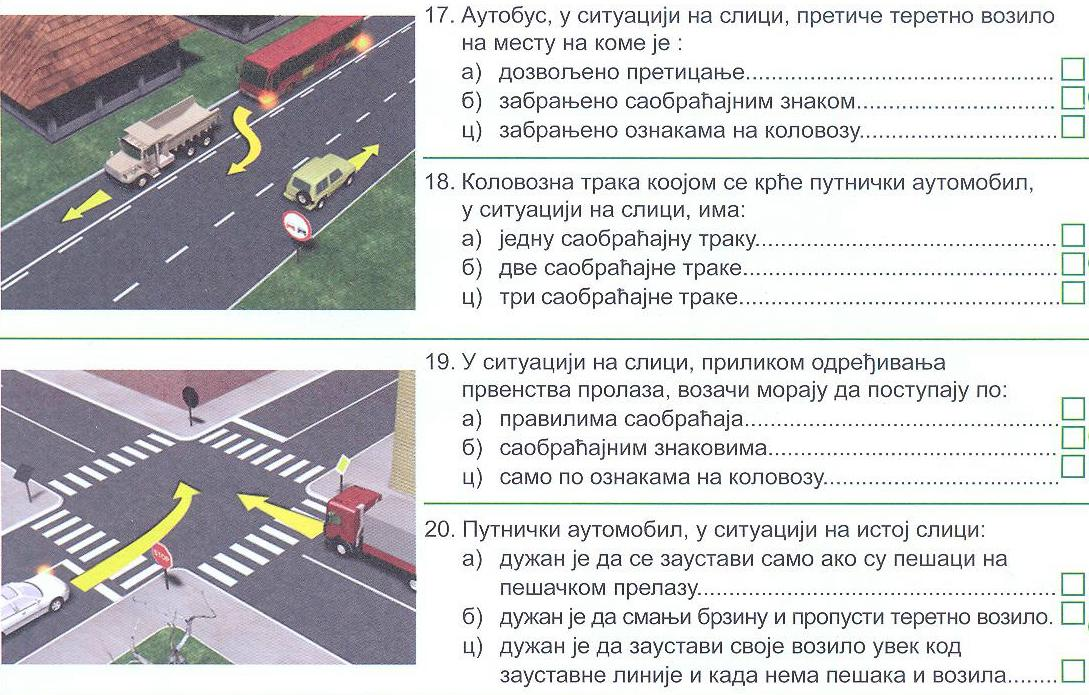 17. Аутобус, у ситуацији на слици, претиче теретно возило
на месту на коме је :
а) дозвољено претицање
б) забрањено саобраћајним знаком
ц) забрањено ознакама на коловозу
18. Коловозна трака коојом се крће путнички аутомобил,
у ситуацији на слици, има:
а) једну саобраћајну траку
б) две саобраћајне траке
ц) три саобраћајне траке
19. У ситуацији на слици, приликом одређивања
првенства пролаза, возачи морају да поступају по:
а) правилима саобраћаја
б) саобраћајним знаковима
ц) само по ознакама на коловозу
20. Путнички аутомобил, у ситуацији на истој слици:
а) дужан је да се заустави само ако су пешаци на
пешачком прелазу
б) дужан је да смањи брзину и пропусти теретно возило.
ц) дужан је да заустави своје возило увек код
зауставне линије и када нема пешака и возила
STOP